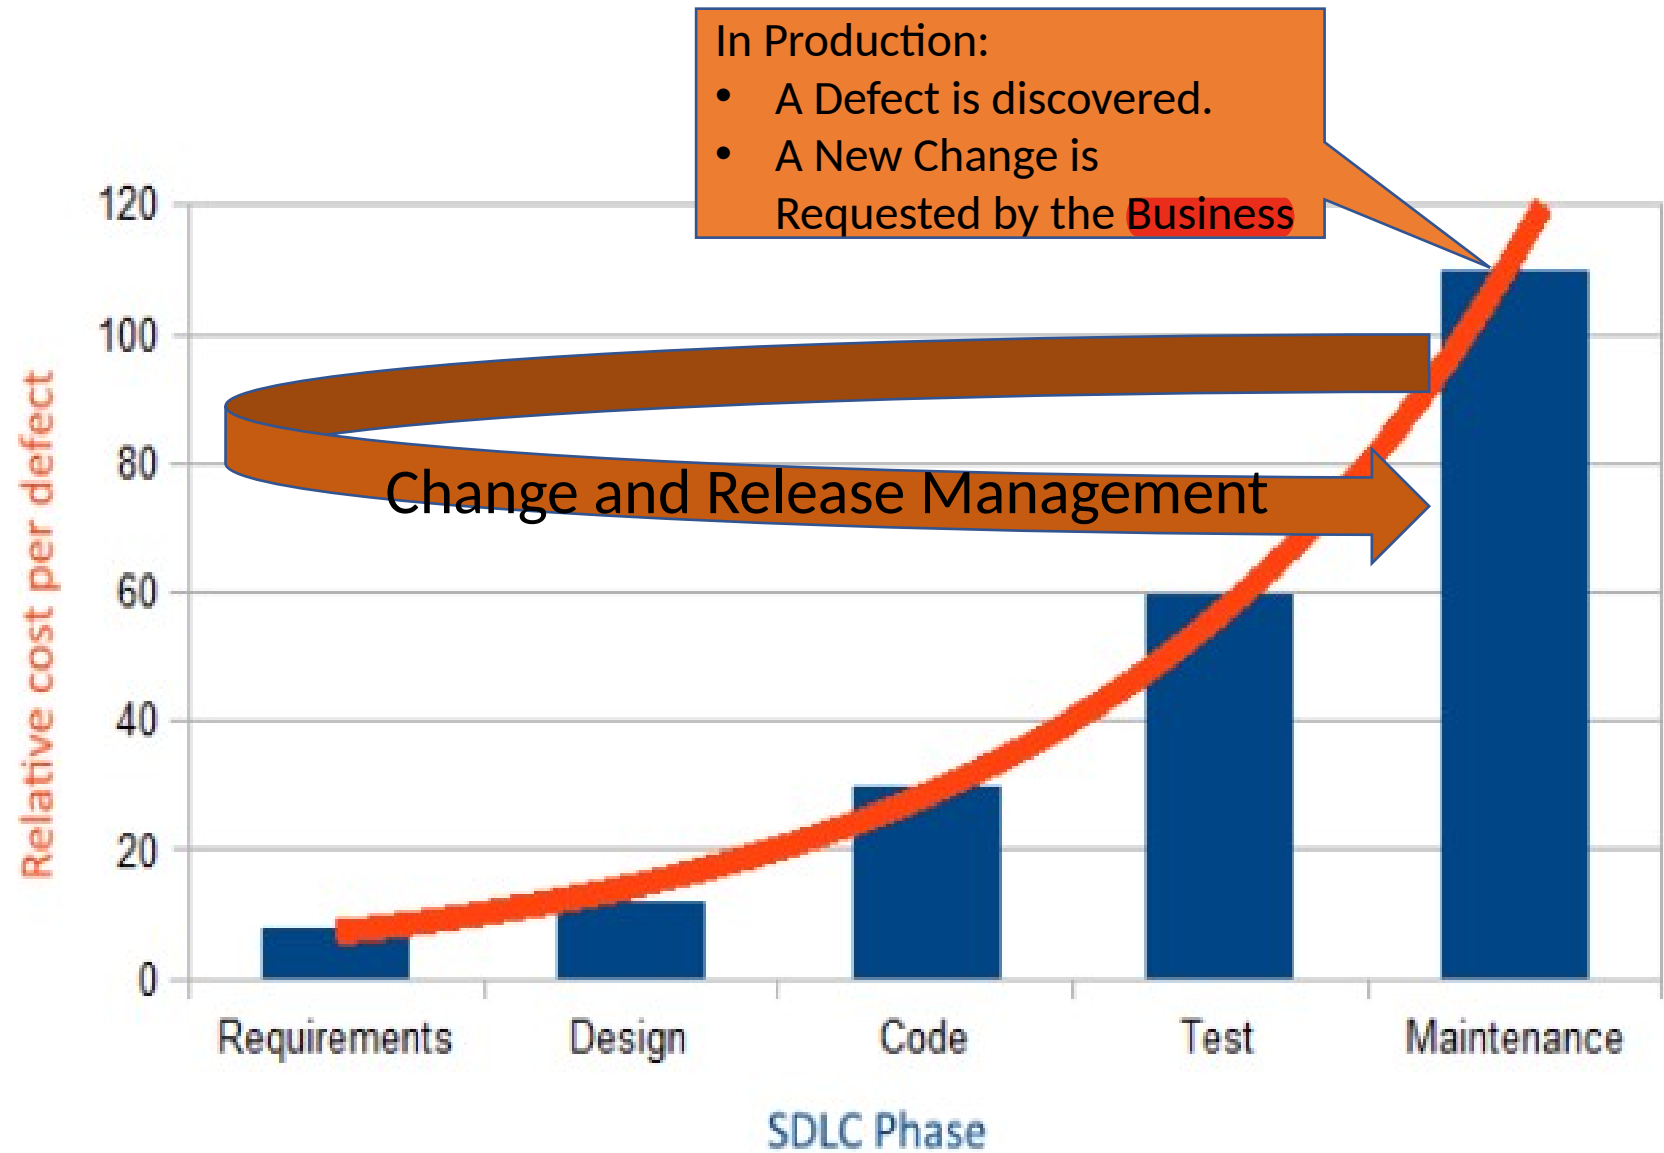 In Production:
• A Defect is discovered.
• A New Change is
Requested by the Business
120
100
80
60
40
20
0
Relative cost per defect
Change and Release Management
Requirements
Design
Code
Test
Maintenance
SDLC Phase